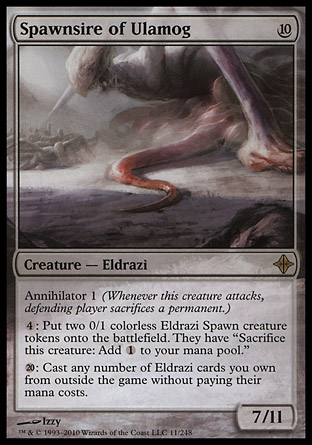 Spawnsire of Ulamog 10
Creature — Eldrazi
Annihilator 1 (Whenever this creature attacks,
defending player sacrifices a permanent.)
4: Put two 0/1 colorless Eldrazi Spawn creature
tokens onto the battlefield. They have “Sacrifice
this creature: Add 1 to your mana pool.”
20: Cast any number of Eldrazi cards you own
from outside the game without paying their
mana costs.
Izzy
™ & © 1993–2010 Wizards of the Coast LLC 11/248
7/11